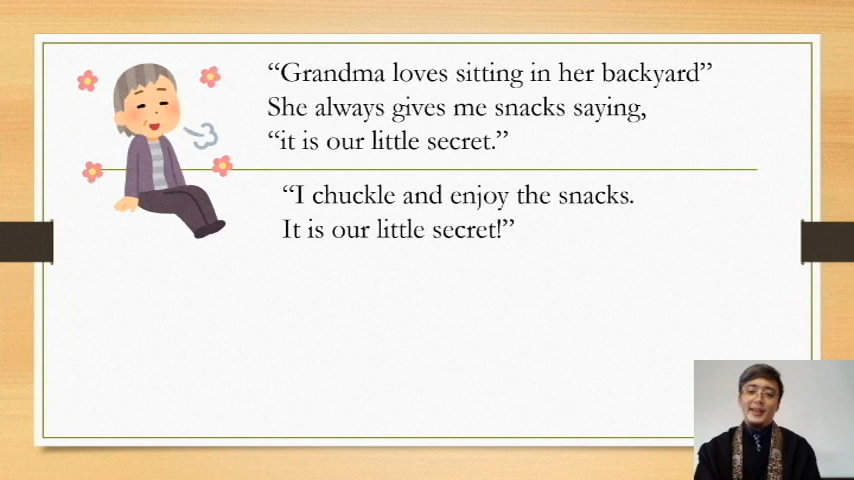 “Grandma loves sitting in her backyard”
She always gives me snacks saying,
“it is our little secret.”
“I chuckle and enjoy the snacks.
It is our little secret!”